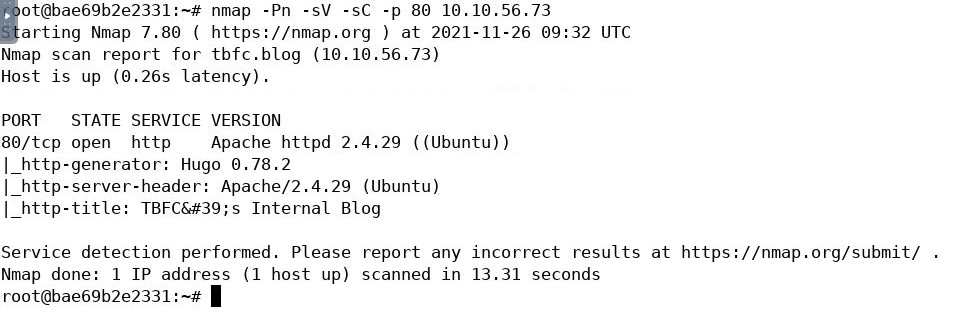 root@bae69b2e2331:~# nmap -Pn -sV -sC -p 80 10.10.56.73
Starting Nmap 7.80 ( https://nmap.org ) at 2021-11-26 09:32 UTC
Nmap scan report for tbfc.blog (10.10.56.73)
Host is up (0.26s latency).
PORT   STATE SERVICE VERSION
80/tcp open  http    Apache httpd 2.4.29 ((Ubuntu))
|_http-generator: Hugo 0.78.2
|_http-server-header: Apache/2.4.29 (Ubuntu)
|_http-title: TBFC&#39;s Internal Blog
Service detection performed. Please report any incorrect results at https://nmap.org/submit/ .
Nmap done: 1 IP address (1 host up) scanned in 13.31 seconds
root@bae69b2e2331:~#